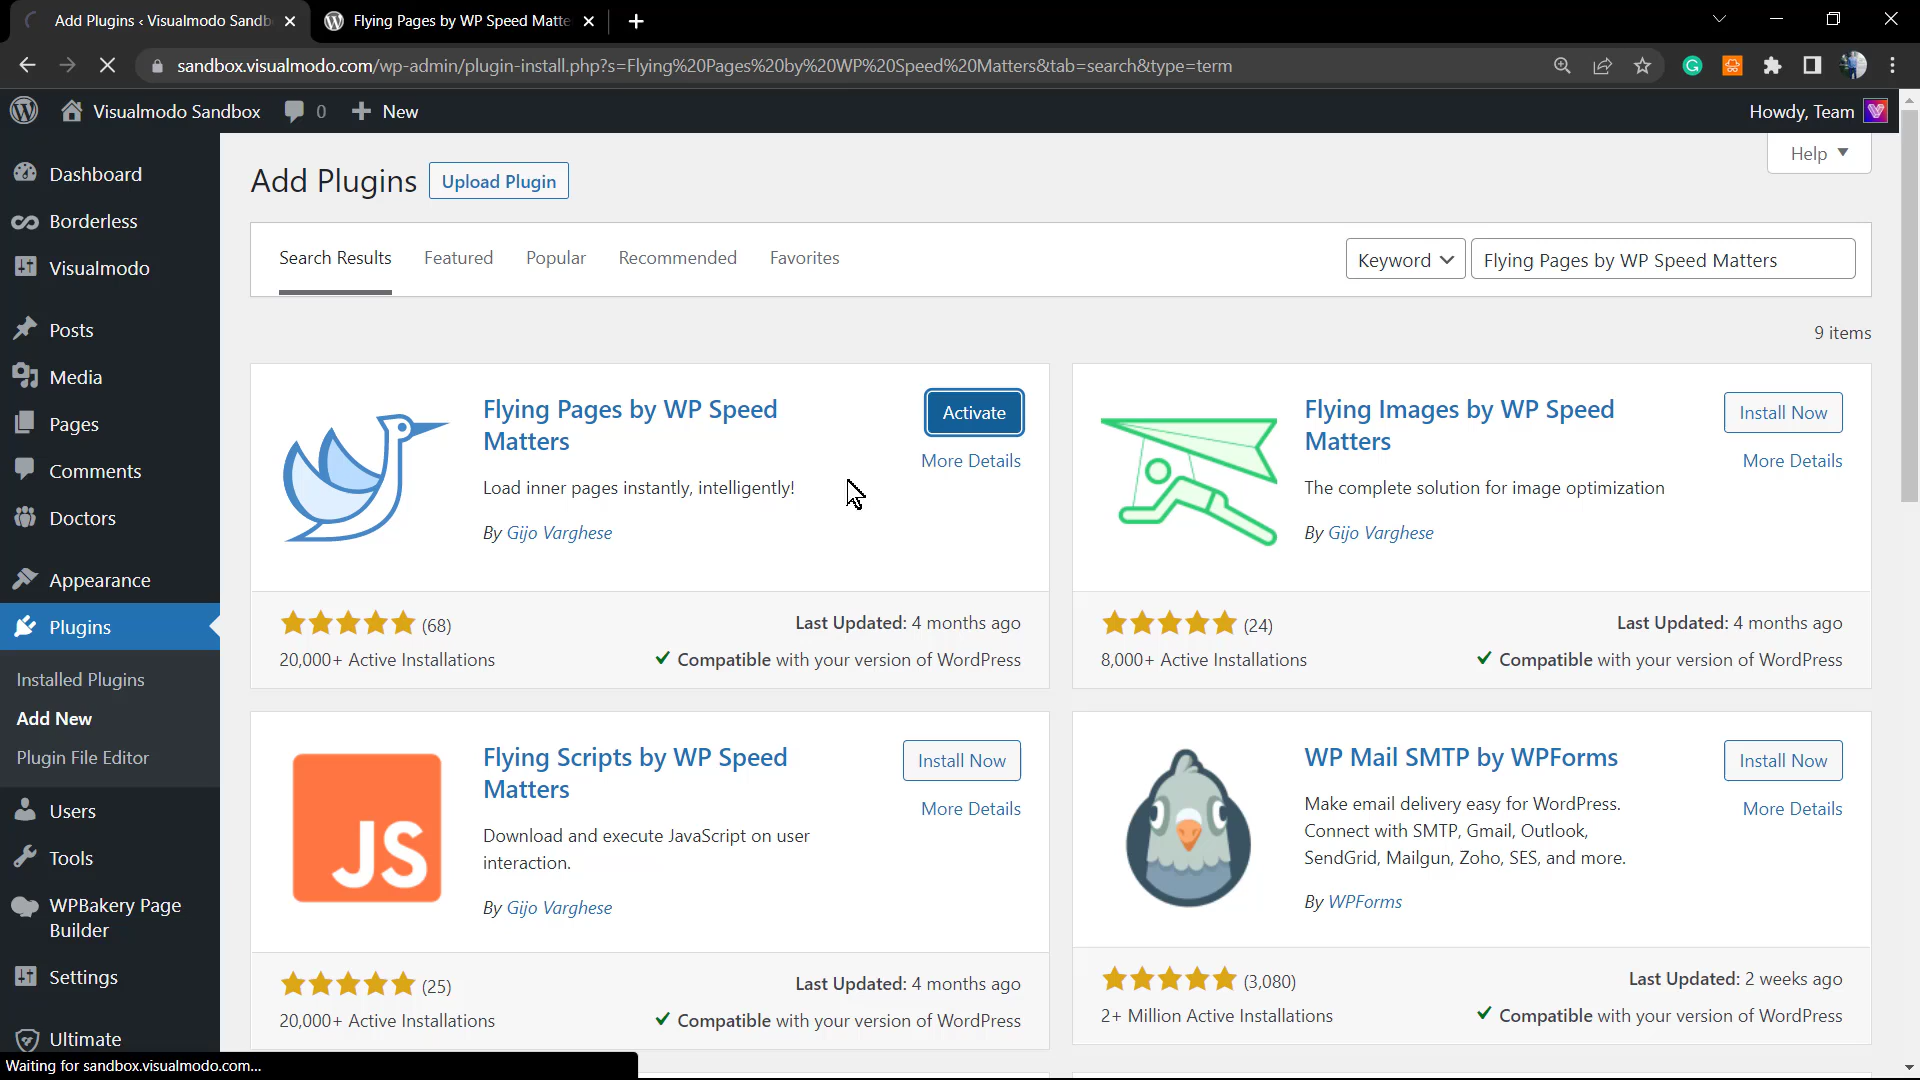 Add Plugins ‹ Visualmodo Sandb
Flying Pages by WP Speed Matte
sandbox.visualmodo.com/wp-admin/plugin-install.php?s=Flying%20Pages%20by%20WP%20Speed%20Matters&tab=search&type=term
Visualmodo Sandbox
0
New
Howdy, Team
Help
Dashboard
Borderless
Visualmodo
Posts
Media
Pages
Comments
Doctors
Appearance
Plugins
Installed Plugins
Add New
Plugin File Editor
Users
Tools
WPBakery Page
Builder
Settings
Ultimate
Add Plugins
Upload Plugin
Search Results
Featured
Popular
Recommended
Favorites
Keyword
Flying Pages by WP Speed Matters
9 items
Flying Pages by WP Speed
Matters
Activate
More Details
Load inner pages instantly, intelligently!
By Gijo Varghese
(68)
20,000+ Active Installations
Last Updated: 4 months ago
Compatible with your version of WordPress
Flying Images by WP Speed
Matters
Install Now
More Details
The complete solution for image optimization
By Gijo Varghese
(24)
8,000+ Active Installations
Last Updated: 4 months ago
Compatible with your version of WordPress
JS
Flying Scripts by WP Speed
Matters
Install Now
More Details
Download and execute JavaScript on user
interaction.
By Gijo Varghese
(25)
20,000+ Active Installations
Last Updated: 4 months ago
Compatible with your version of WordPress
WP Mail SMTP by WPForms
Install Now
More Details
Make email delivery easy for WordPress.
Connect with SMTP, Gmail, Outlook,
SendGrid, Mailgun, Zoho, SES, and more.
By WPForms
(3,080)
2+ Million Active Installations
Last Updated: 2 weeks ago
Compatible with your version of WordPress
Waiting for sandbox.visualmodo.com...